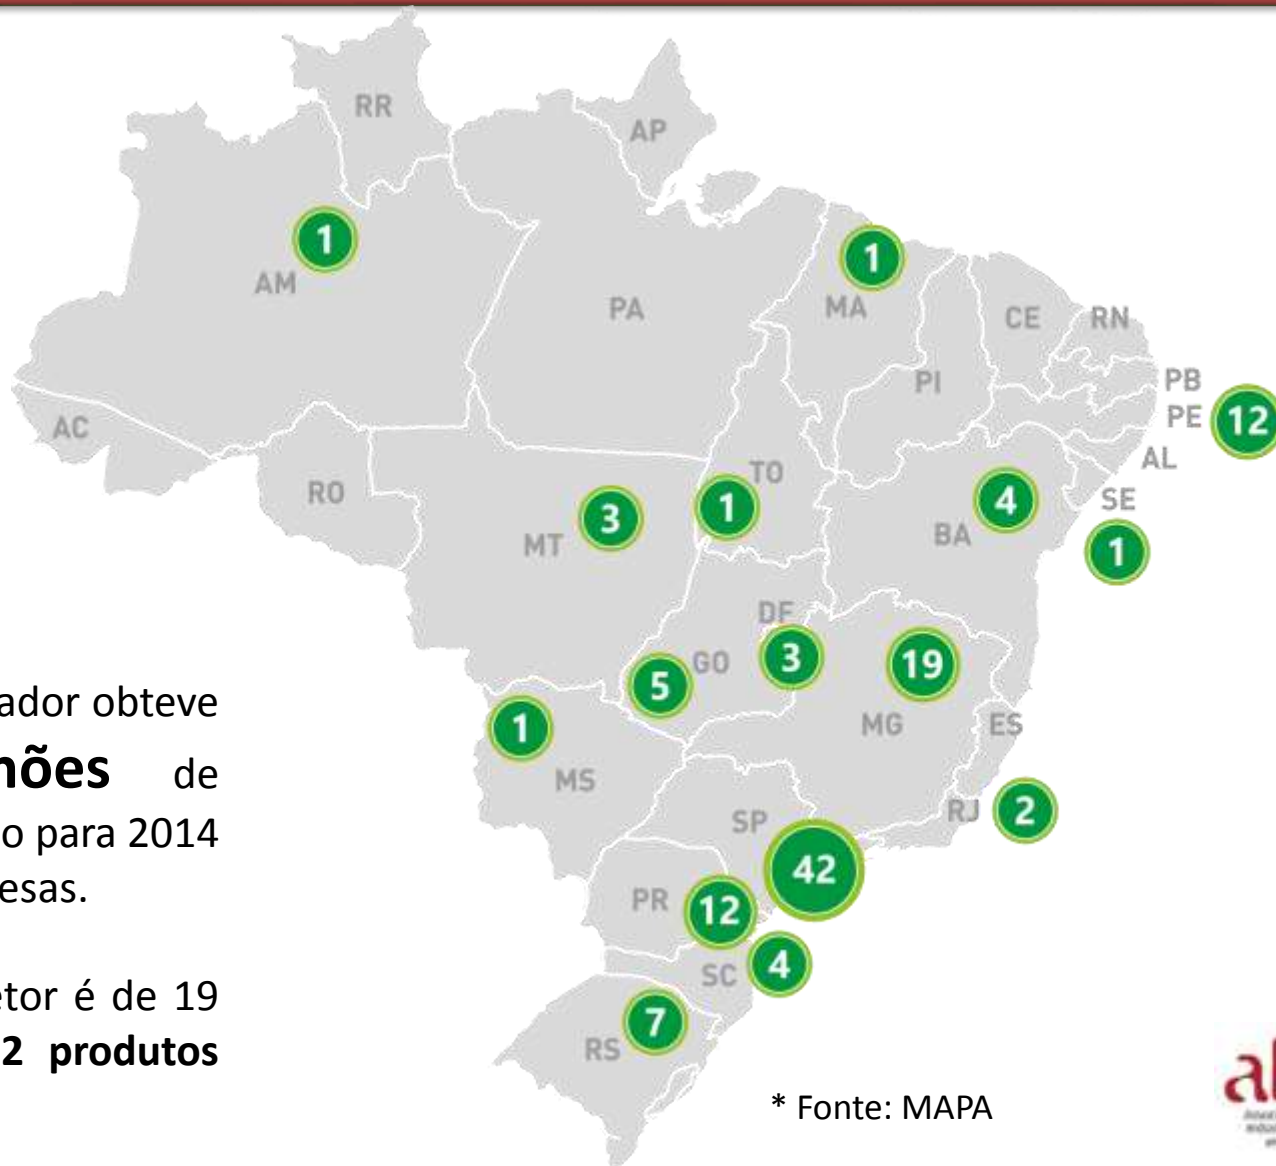 RR
AP
1
AM
PA
1
MA
CE
RN
PI
PB
PE
12
AL
AC
RO
TO
MT
3
1
BA
4
SE
1
DF
GO
3
19
5
MG
ES
1
MS
RJ
2
SP
42
PR
12
SC
4
RS
7
ador obteve
hões de
o para 2014
esas.
etor é de 19
2 produtos
* Fonte: MAPA